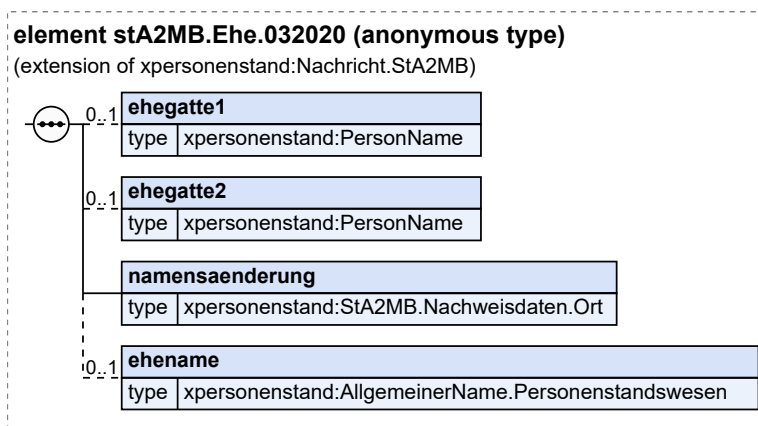 element stA2MB.Ehe.032020 (anonymous type)
(extension of xpersonenstand:Nachricht.StA2MB)
0..1 ehegatte1
type xpersonenstand:PersonName
0..1 ehegatte2
type xpersonenstand:PersonName
namensaenderung
type xpersonenstand:StA2MB.Nachweisdaten.Ort
0..1 ehename
type xpersonenstand:AllgemeinerName.Personenstandswesen